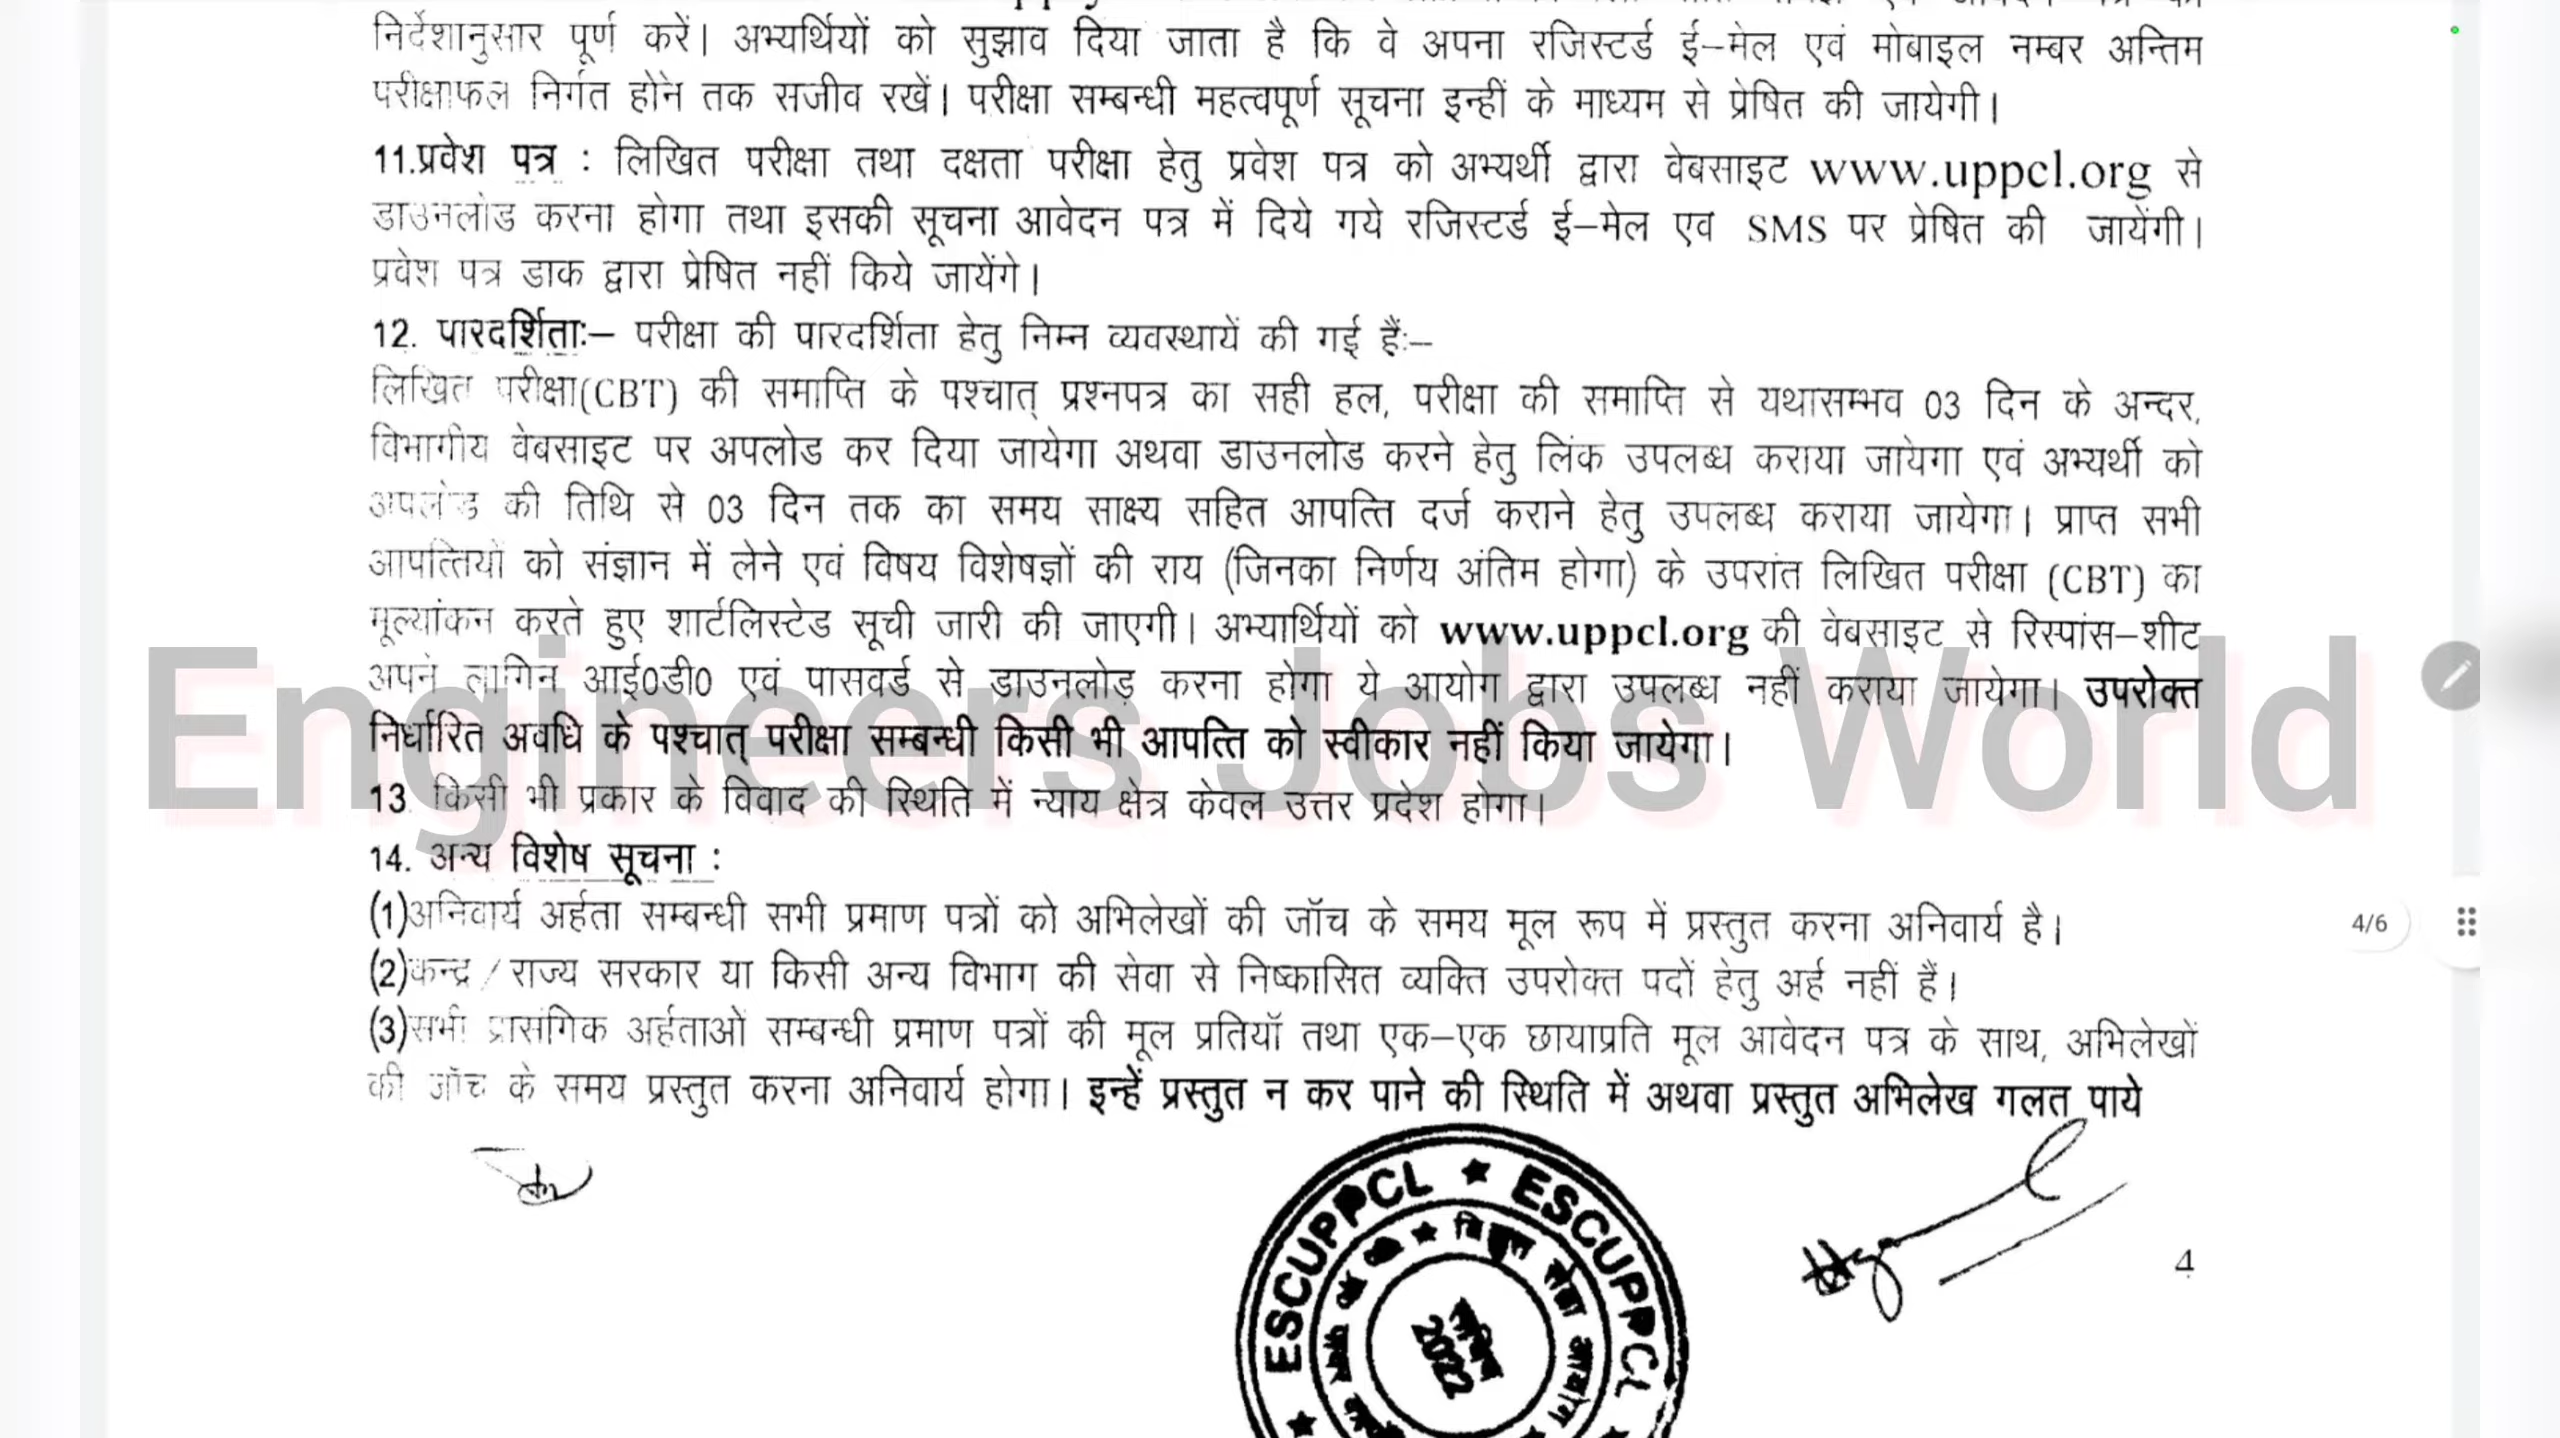 निर्देशानुसार पूर्ण करें। अभ्यर्थियों को सुझाव दिया जाता है कि वे अपना रजिस्टर्ड ई–मेल एवं मोबाइल नम्बर अन्तिम
परीक्षाफल निर्गत होने तक सजीव रखें। परीक्षा सम्बन्धी महत्वपूर्ण सूचना इन्हीं के माध्यम से प्रेषित की जायेगी।
11.प्रवेश पत्र : लिखित परीक्षा तथा दक्षता परीक्षा हेतु प्रवेश पत्र को अभ्यर्थी द्वारा वेबसाइट www.uppcl.org से
डाउनलोड करना होगा तथा इसकी सूचना आवेदन पत्र में दिये गये रजिस्टर्ड ई–मेल एव SMS पर प्रेषित की जायेंगी।
प्रवेश पत्र डाक द्वारा प्रेषित नहीं किये जायेंगे।
12. पारदर्शिताः– परीक्षा की पारदर्शिता हेतु निम्न व्यवस्थायें की गई हैं:–
लिखित परीक्षा(CBT) की समाप्ति के पश्चात् प्रश्नपत्र का सही हल, परीक्षा की समाप्ति से यथासम्भव 03 दिन के अन्दर,
विभागीय वेबसाइट पर अपलोड कर दिया जायेगा अथवा डाउनलोड करने हेतु लिंक उपलब्ध कराया जायेगा एवं अभ्यर्थी को
अपलोड की तिथि से 03 दिन तक का समय साक्ष्य सहित आपत्ति दर्ज कराने हेतु उपलब्ध कराया जायेगा। प्राप्त सभी
आपत्तियों को संज्ञान में लेने एवं विषय विशेषज्ञों की राय (जिनका निर्णय अंतिम होगा) के उपरांत लिखित परीक्षा (CBT) का
मूल्यांकन करते हुए शार्टलिस्टेड सूची जारी की जाएगी। अभ्यार्थियों को www.uppcl.org की वेबसाइट से रिस्पांस–शीट
अपने लागिन आई0डी0 एवं पासवर्ड से डाउनलोड़ करना होगा ये आयोग द्वारा उपलब्ध नहीं कराया जायेगा। उपरोक्त
निर्धारित अवधि के पश्चात् परीक्षा सम्बन्धी किसी भी आपत्ति को स्वीकार नहीं किया जायेगा।
Engineers Jobs World
13. किसी भी प्रकार के विवाद की स्थिति में न्याय क्षेत्र केवल उत्तर प्रदेश होगा।
14. अन्य विशेष सूचना :
(1)अनिवार्य अर्हता सम्बन्धी सभी प्रमाण पत्रों को अभिलेखों की जॉच के समय मूल रूप में प्रस्तुत करना अनिवार्य है।
4/6
(2)केन्द्र/राज्य सरकार या किसी अन्य विभाग की सेवा से निष्कासित व्यक्ति उपरोक्त पदों हेतु अर्ह नहीं हैं।
(3)सभी प्रासंगिक अर्हताओं सम्बन्धी प्रमाण पत्रों की मूल प्रतियॉ तथा एक–एक छायाप्रति मूल आवेदन पत्र के साथ, अभिलेखों
की जॉच के समय प्रस्तुत करना अनिवार्य होगा। इन्हें प्रस्तुत न कर पाने की स्थिति में अथवा प्रस्तुत अभिलेख गलत पाये
ESCUPPCL ★ ESCUPPCL
विद्युत सेवा आयोग
2022
4